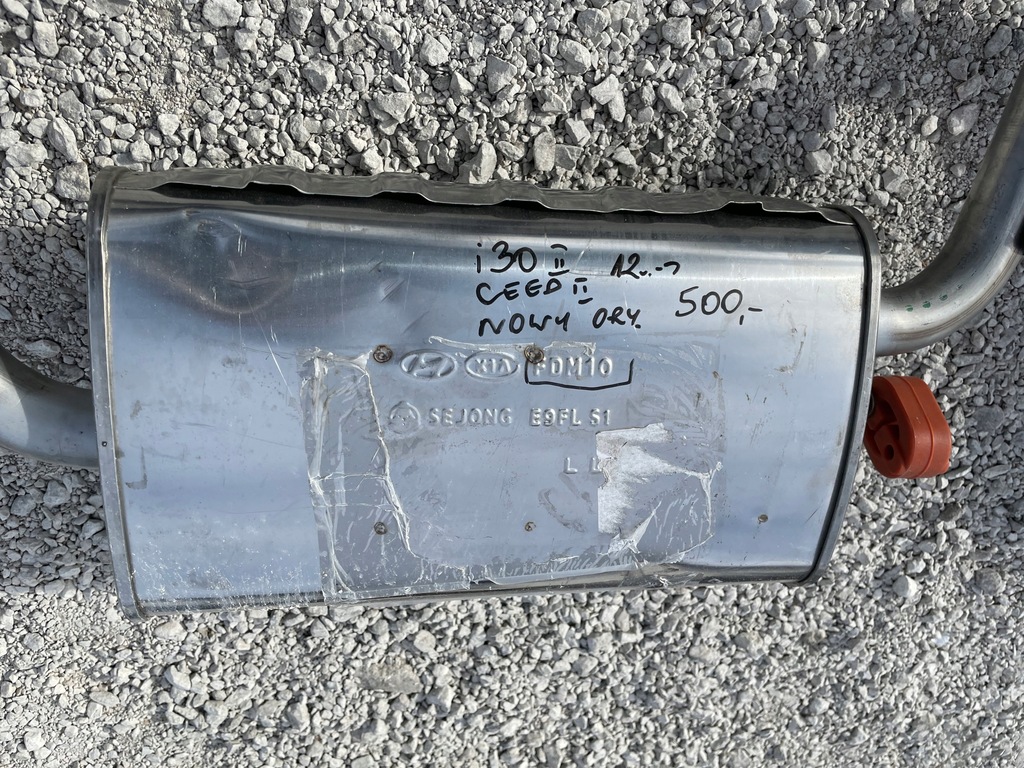 i30 II 12..->
CEED II 500,-
NOWY ORY.
KIA FDM10
SEJONG E9FL S1
L L